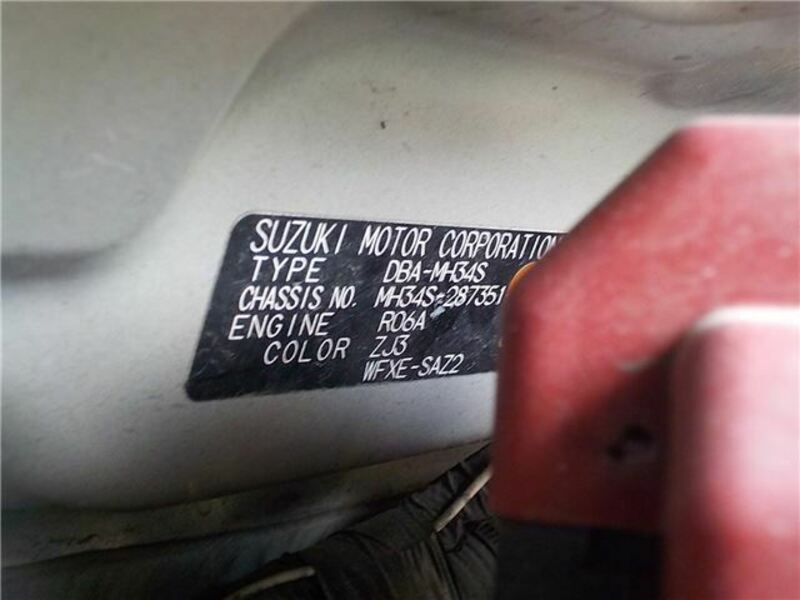 SUZUKI MOTOR CORPORATION
TYPE DBA-MH34S
CHASSIS NO. MH34S-287351
ENGINE R06A
COLOR ZJ3
WFXE-SAZ2